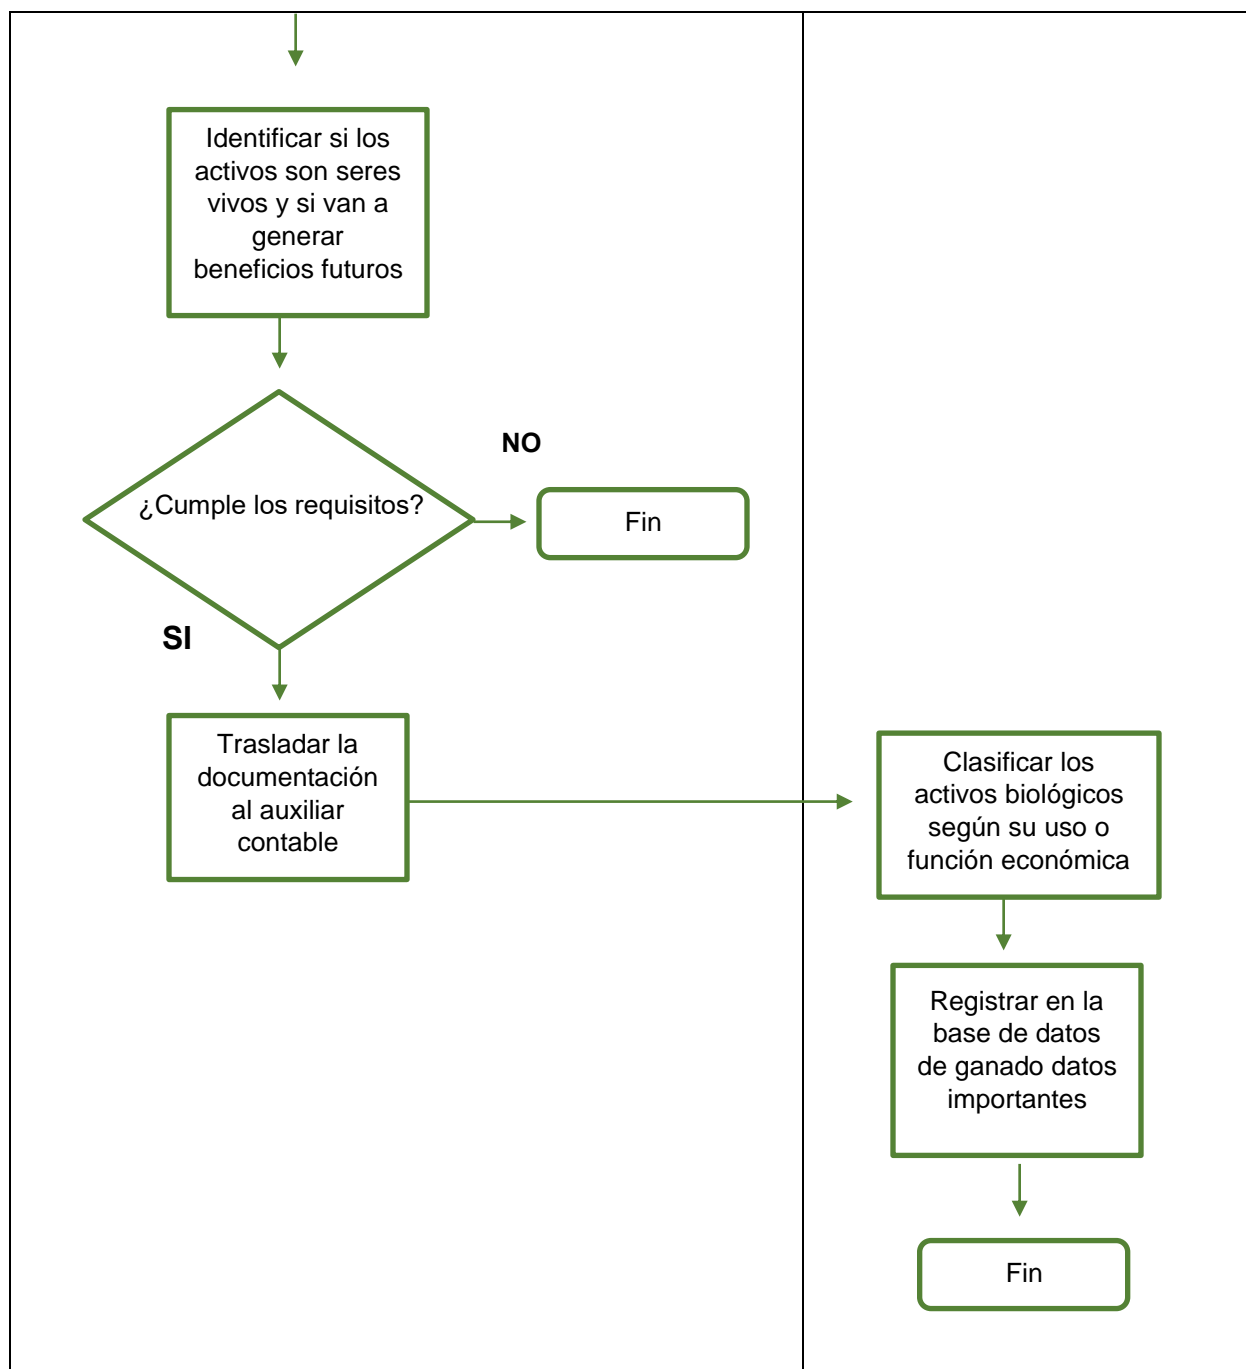 Identificar si los
activos son seres
vivos y si van a
generar
beneficios futuros
NO
¿Cumple los requisitos?
Fin
SI
Trasladar la
documentación
al auxiliar
contable
Clasificar los
activos biológicos
según su uso o
función económica
Registrar en la
base de datos
de ganado datos
importantes
Fin